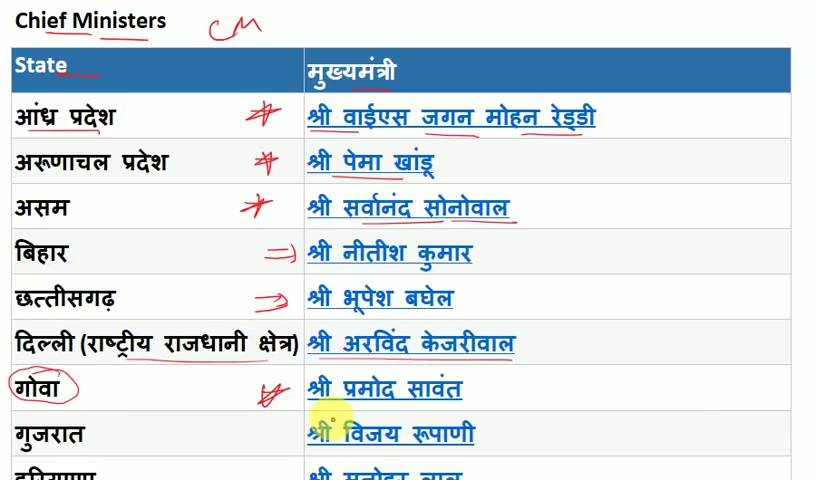 Chief Ministers CM
State मुख्यमंत्री
आंध्र प्रदेश श्री वाईएस जगन मोहन रेड्डी
अरूणाचल प्रदेश श्री पेमा खांडू
असम श्री सर्वानंद सोनोवाल
बिहार श्री नीतीश कुमार
छत्तीसगढ़ श्री भूपेश बघेल
दिल्ली (राष्ट्रीय राजधानी क्षेत्र) श्री अरविंद केजरीवाल
गोवा श्री प्रमोद सावंत
गुजरात श्री विजय रूपाणी